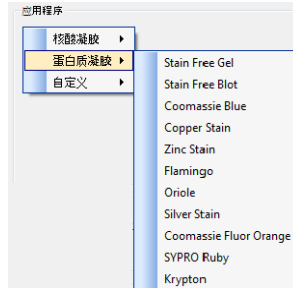 应用程序
核酸凝胶
蛋白质凝胶
自定义
Stain Free Gel
Stain Free Blot
Coomassie Blue
Copper Stain
Zinc Stain
Flamingo
Oriole
Silver Stain
Coomassie Fluor Orange
SYPRO Ruby
Krypton